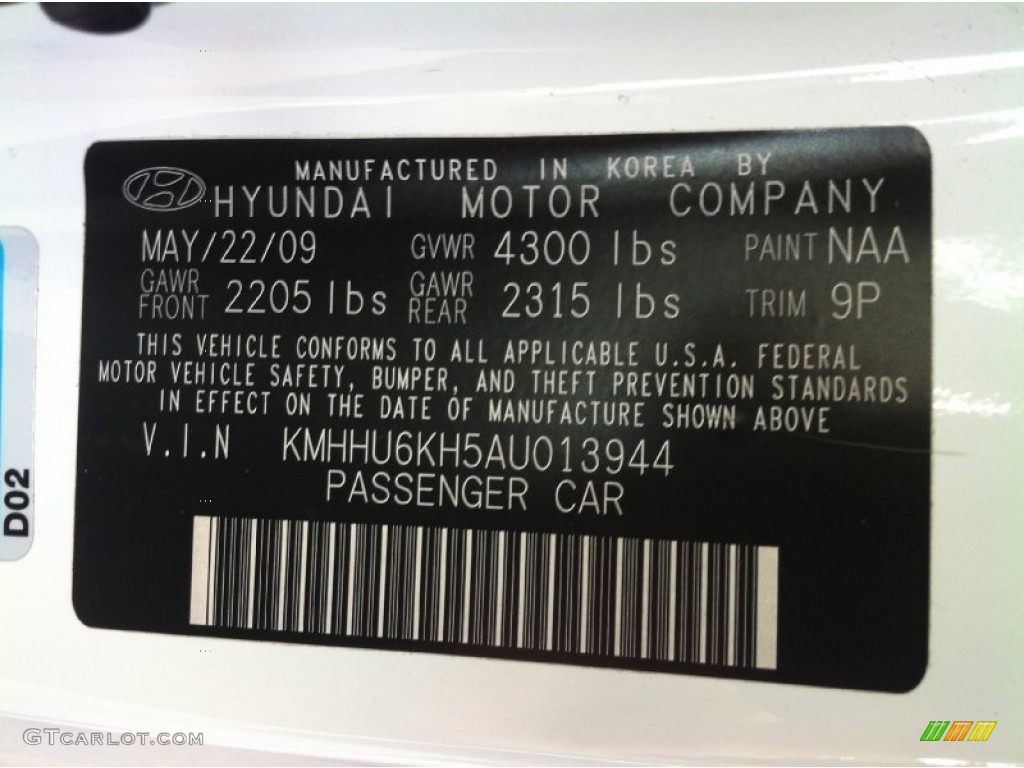 MANUFACTURED IN KOREA BY
HYUNDAI MOTOR COMPANY
MAY/22/09 GVWR 4300 lbs PAINT NAA
GAWR FRONT 2205 lbs GAWR REAR 2315 lbs TRIM 9P
THIS VEHICLE CONFORMS TO ALL APPLICABLE U.S.A. FEDERAL
MOTOR VEHICLE SAFETY, BUMPER, AND THEFT PREVENTION STANDARDS
IN EFFECT ON THE DATE OF MANUFACTURE SHOWN ABOVE
V.I.N KMHHU6KH5AU013944
PASSENGER CAR
D02
GTCARLOT.COM